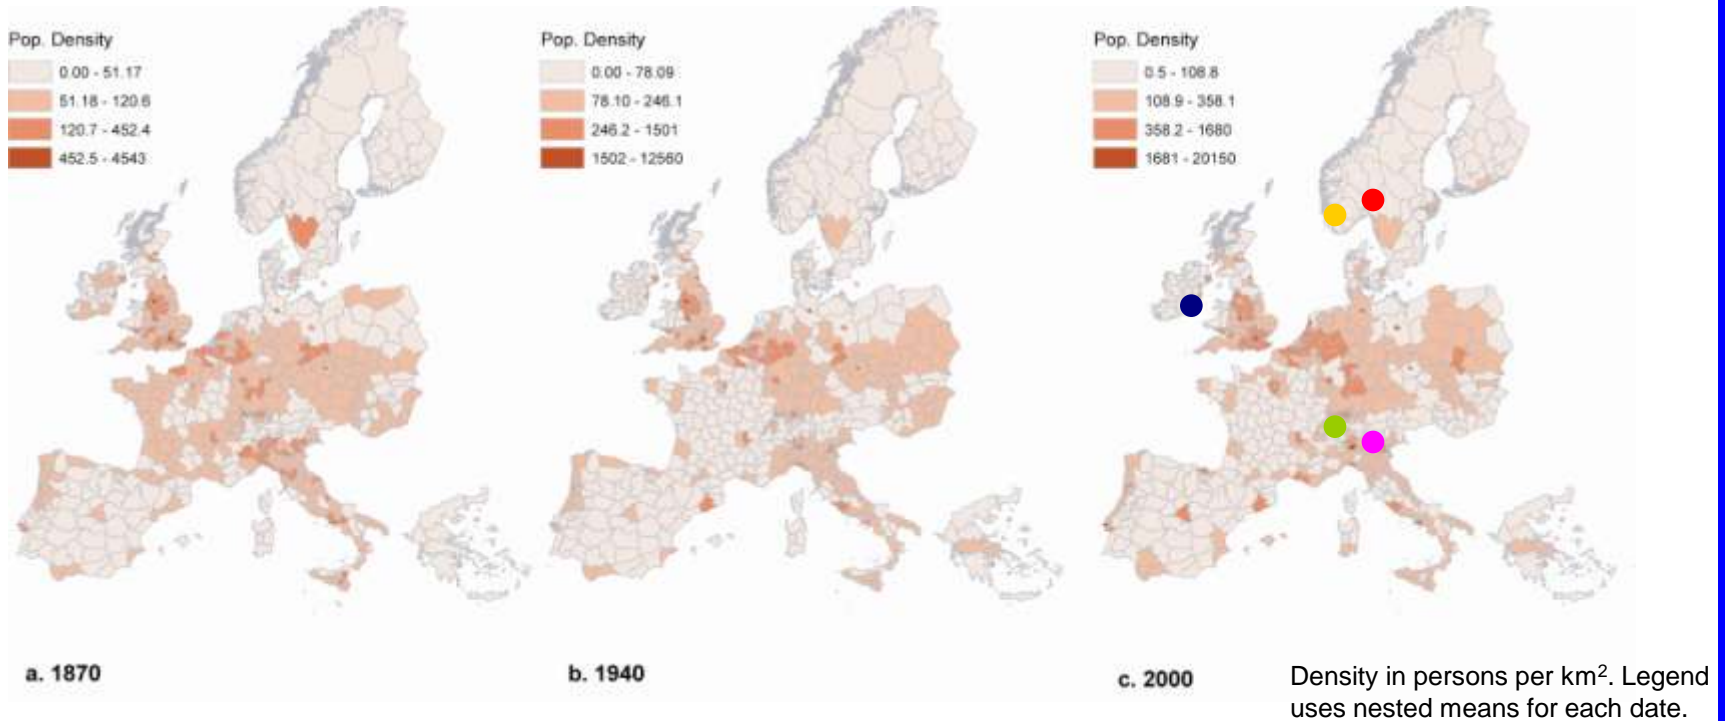 Pop. Density
0.00 - 51.17
51.18 - 120.6
120.7 - 452.4
452.5 - 4543
Pop. Density
0.00 - 78.09
78.10 - 246.1
246.2 - 1501
1502 - 12560
Pop. Density
0.5 - 108.8
108.9 - 358.1
358.2 - 1680
1681 - 20150
a. 1870
b. 1940
c. 2000
Density in persons per km². Legend
uses nested means for each date.